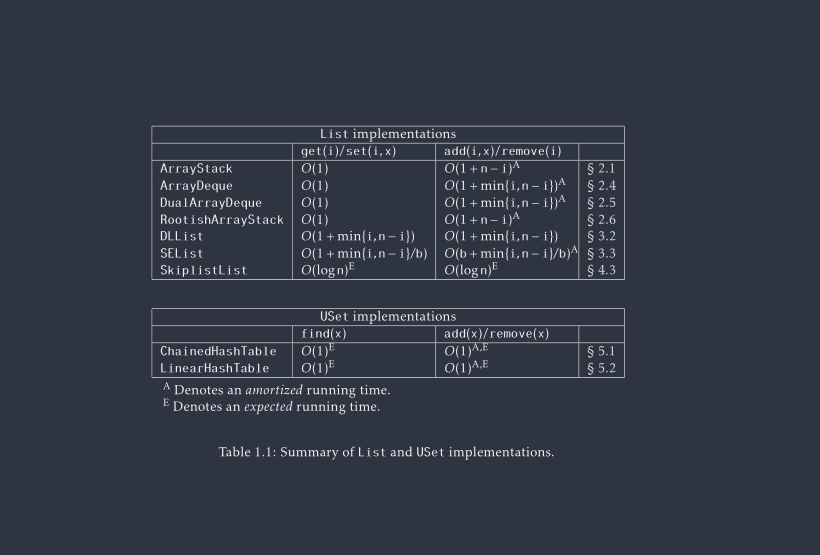 List implementations
get(i)/set(i,x) add(i,x)/remove(i)
ArrayStack O(1) O(1 + n − i)^A § 2.1
ArrayDeque O(1) O(1 + min{i, n − i})^A § 2.4
DualArrayDeque O(1) O(1 + min{i, n − i})^A § 2.5
RootishArrayStack O(1) O(1 + n − i)^A § 2.6
DLList O(1 + min{i, n − i}) O(1 + min{i, n − i}) § 3.2
SEList O(1 + min{i, n − i}/b) O(b + min{i, n − i}/b)^A § 3.3
SkiplistList O(log n)^E O(log n)^E § 4.3
USet implementations
find(x) add(x)/remove(x)
ChainedHashTable O(1)^E O(1)^A,E § 5.1
LinearHashTable O(1)^E O(1)^A,E § 5.2
^A Denotes an amortized running time.
^E Denotes an expected running time.
Table 1.1: Summary of List and USet implementations.